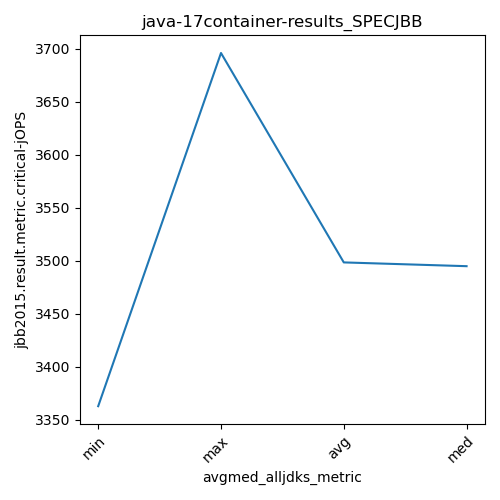 java-17container-results_SPECJBB
jbb2015.result.metric.critical-jOPS
3700
3650
3600
3550
3500
3450
3400
3350
min
max
avg
med
avgmed_alljdks_metric